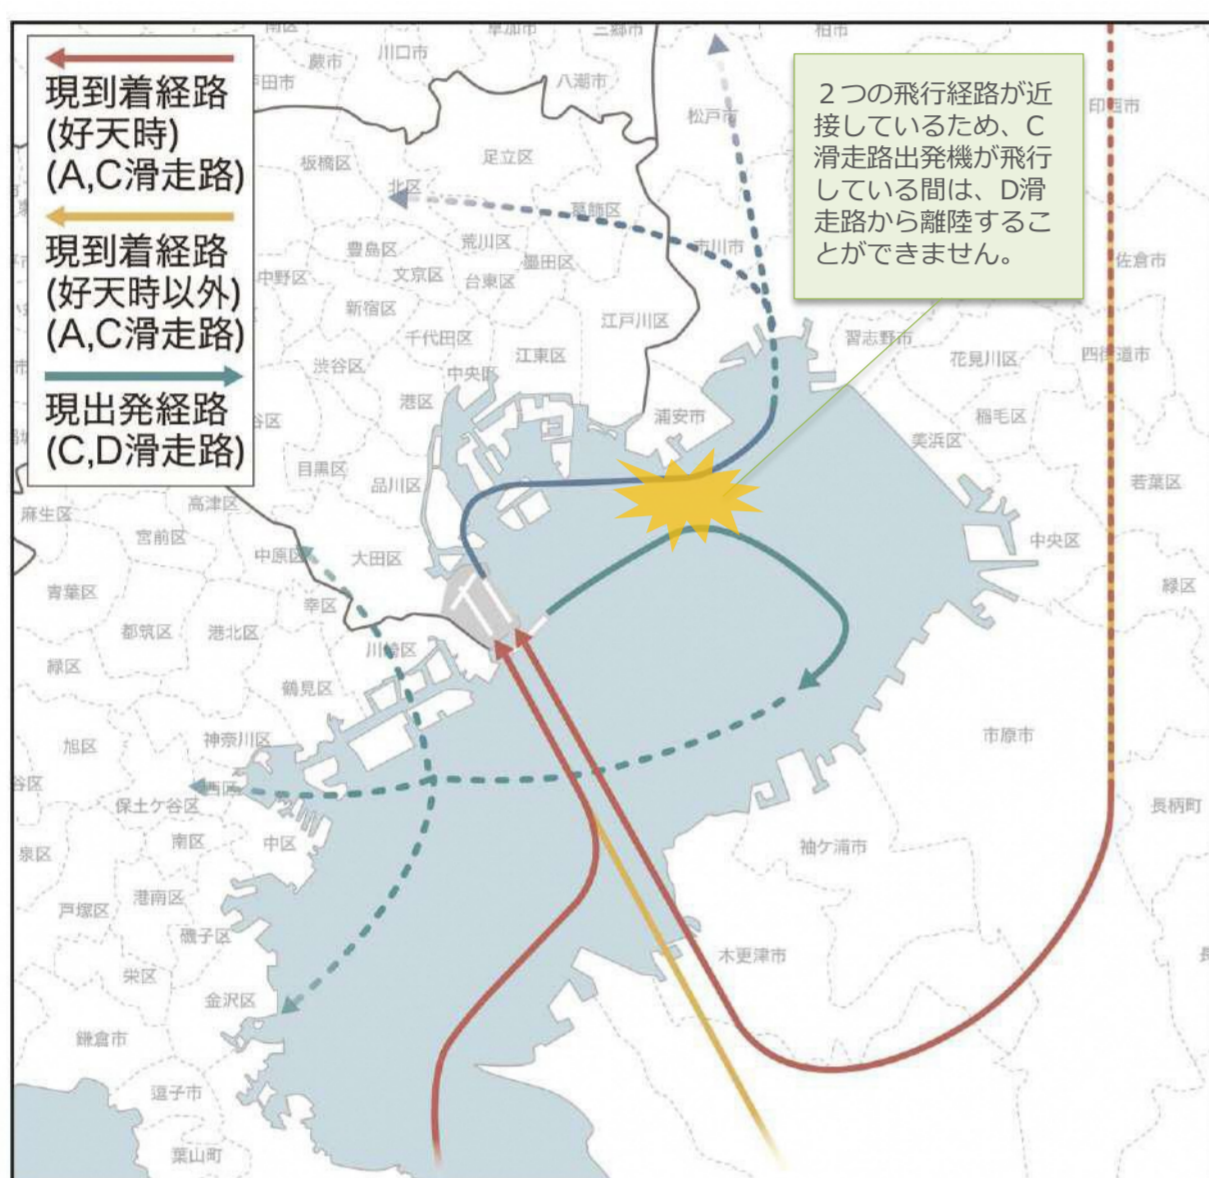 現到着経路
(好天時)
(A,C滑走路)
現到着経路
(好天時以外)
(A,C滑走路)
現出発経路
(C,D滑走路)
２つの飛行経路が近
接しているため、C
滑走路出発機が飛行
している間は、D滑
走路から離陸するこ
とができません。
草加市
三郷市
柏市
蕨市
川口市
戸田市
八潮市
松戸市
印西市
板橋区
足立区
北区
葛飾区
豊島区
荒川区
市川市
佐倉市
中野区
文京区
台東区
墨田区
新宿区
江戸川区
千代田区
渋谷区
中央区
江東区
習志野市
花見川区
四街道市
港区
浦安市
稲毛区
美浜区
目黒区
品川区
若葉区
麻生区
高津区
宮前区
中原区
大田区
中央区
青葉区
幸区
緑区
都筑区
港北区
川崎区
緑区
鶴見区
旭区
神奈川区
市原市
西区
保土ケ谷区
長柄町
泉区
南区
中区
袖ケ浦市
戸塚区
港南区
磯子区
木更津市
栄区
金沢区
鎌倉市
逗子市
葉山町